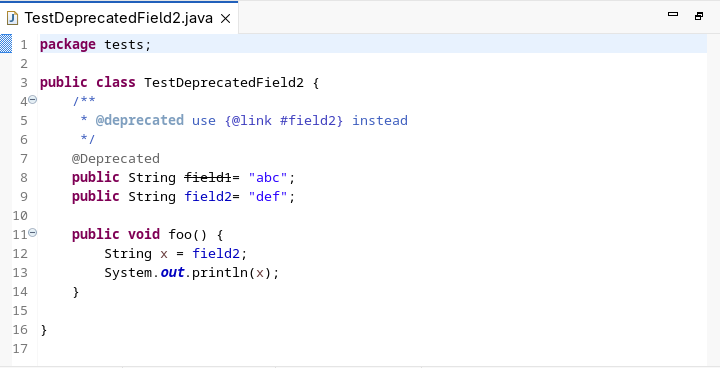 TestDeprecatedField2.java
1 package tests;
2
3 public class TestDeprecatedField2 {
4     /**
5      * @deprecated use {@link #field2} instead
6      */
7     @Deprecated
8     public String field1= "abc";
9     public String field2= "def";
10
11     public void foo() {
12         String x = field2;
13         System.out.println(x);
14     }
15
16 }
17